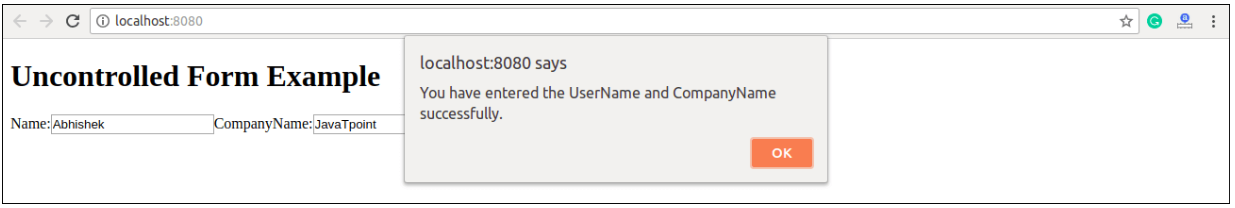 localhost:8080
localhost:8080 says
You have entered the UserName and CompanyName
successfully.
OK
Uncontrolled Form Example
Name:Abhishek CompanyName:JavaTpoint